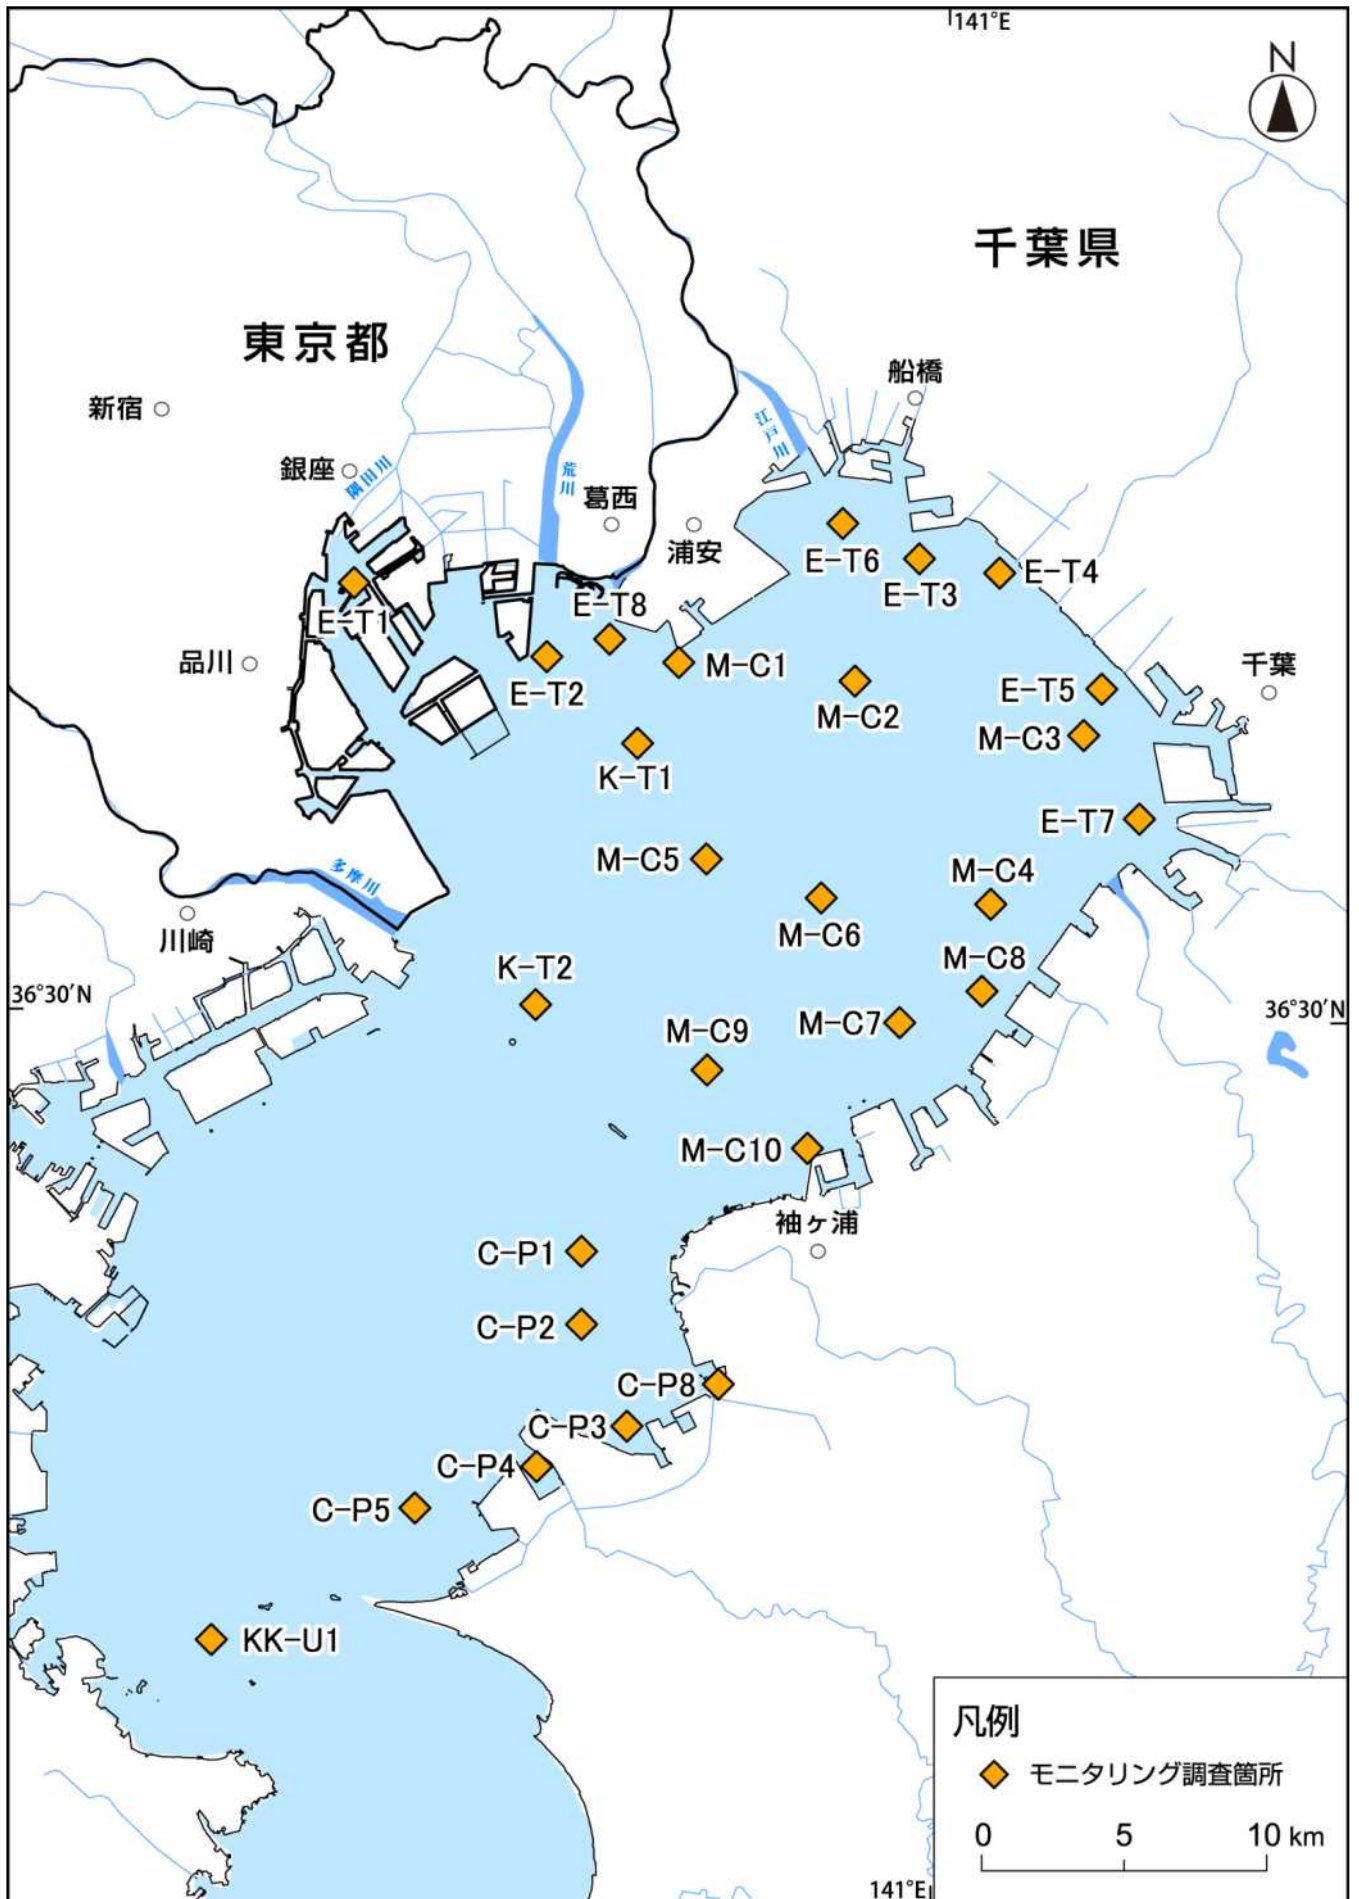 141°E
N
千葉県
東京都
船橋
新宿
江戸川
銀座
隅田川
荒川
葛西
浦安
E-T6
E-T3
E-T4
E-T1
E-T8
品川
E-T2
M-C1
M-C2
E-T5
千葉
M-C3
K-T1
E-T7
M-C5
多摩川
M-C4
川崎
M-C6
K-T2
M-C8
36°30′N
36°30′N
M-C9
M-C7
M-C10
袖ヶ浦
C-P1
C-P2
C-P8
C-P3
C-P4
C-P5
KK-U1
凡例
モニタリング調査箇所
0 5 10 km
141°E